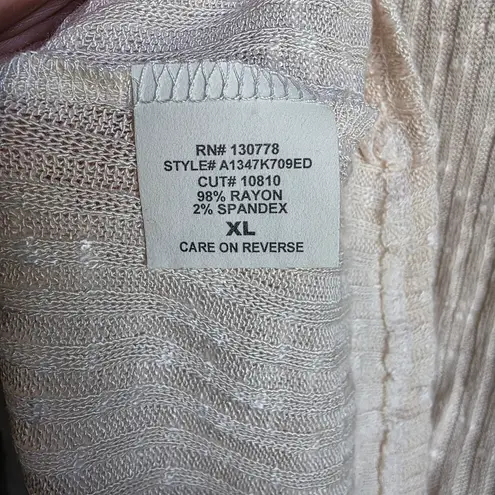 RN# 130778
STYLE# A1347K709ED
CUT# 10810
98% RAYON
2% SPANDEX
XL
CARE ON REVERSE